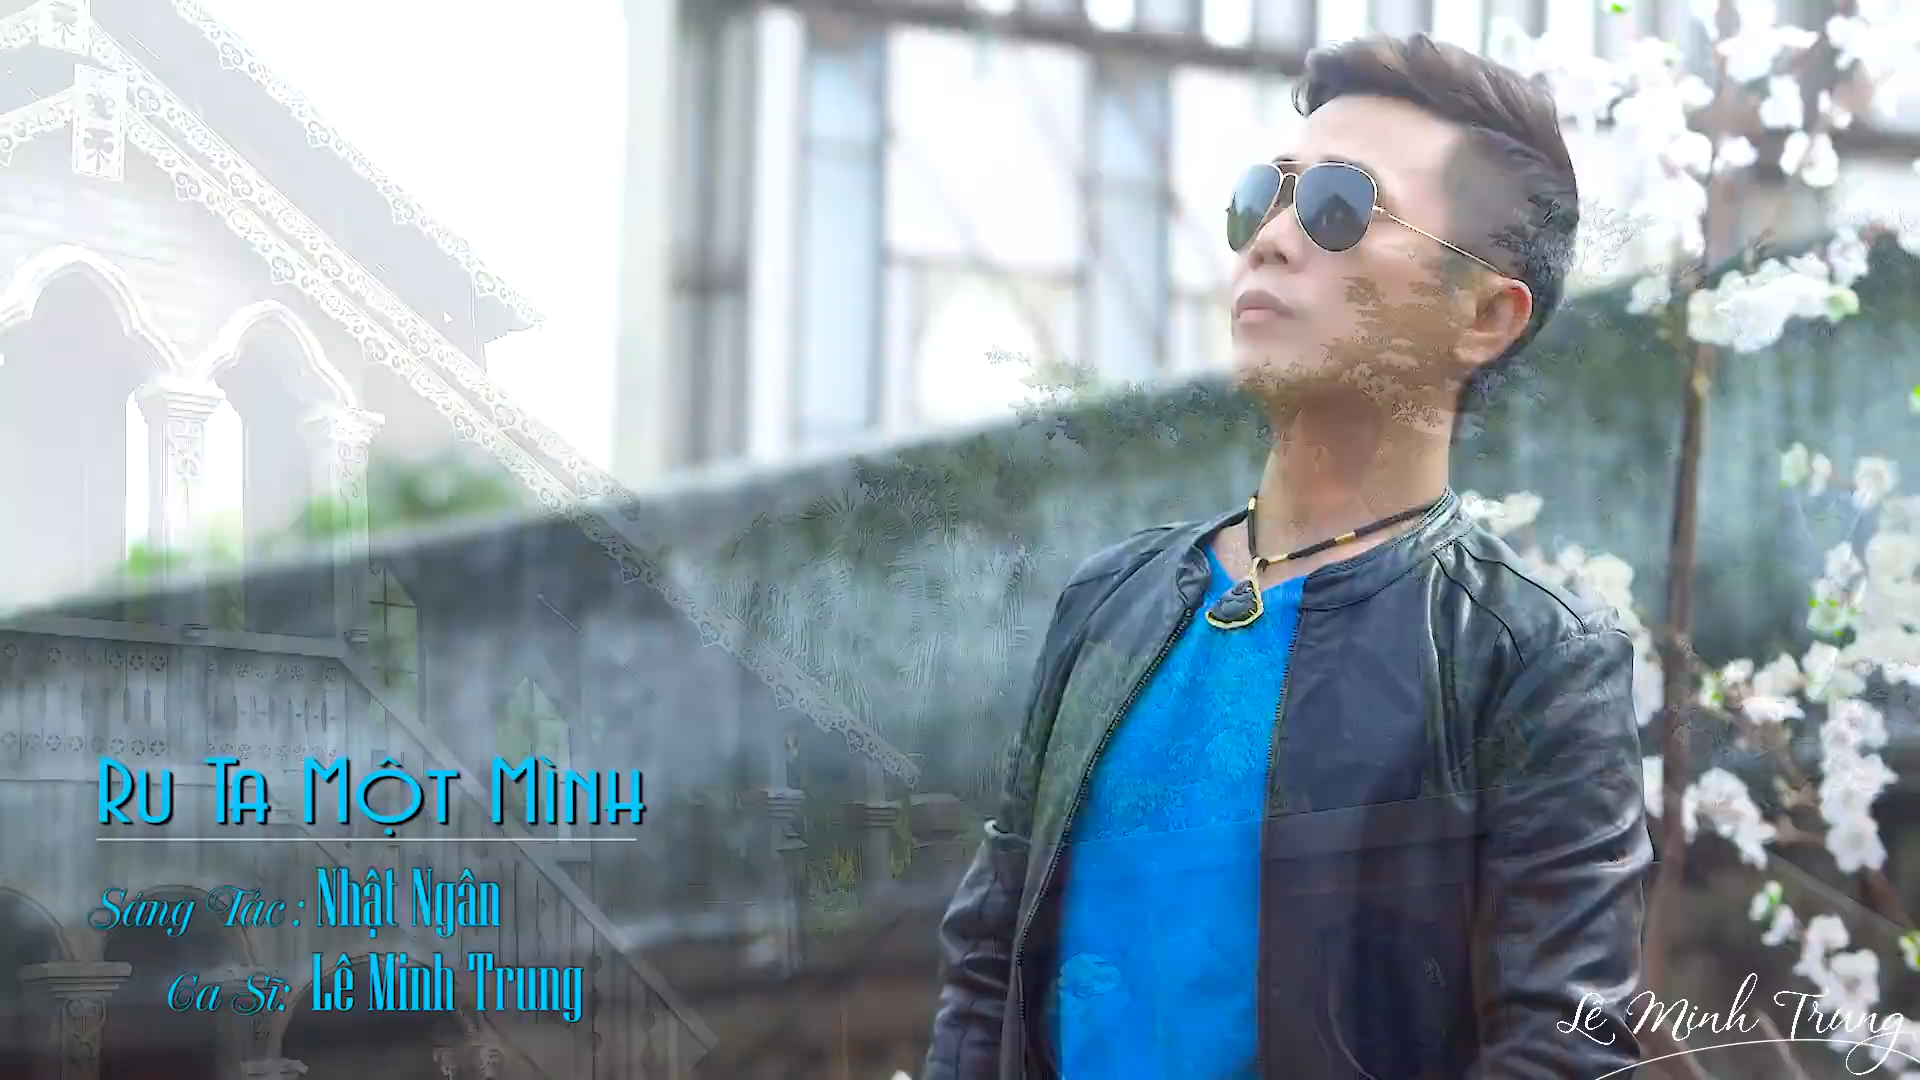 Ru Ta Một Mình
Sáng Tác : Nhật Ngân
Ca Sĩ: Lê Minh Trung
Lê Minh Trung